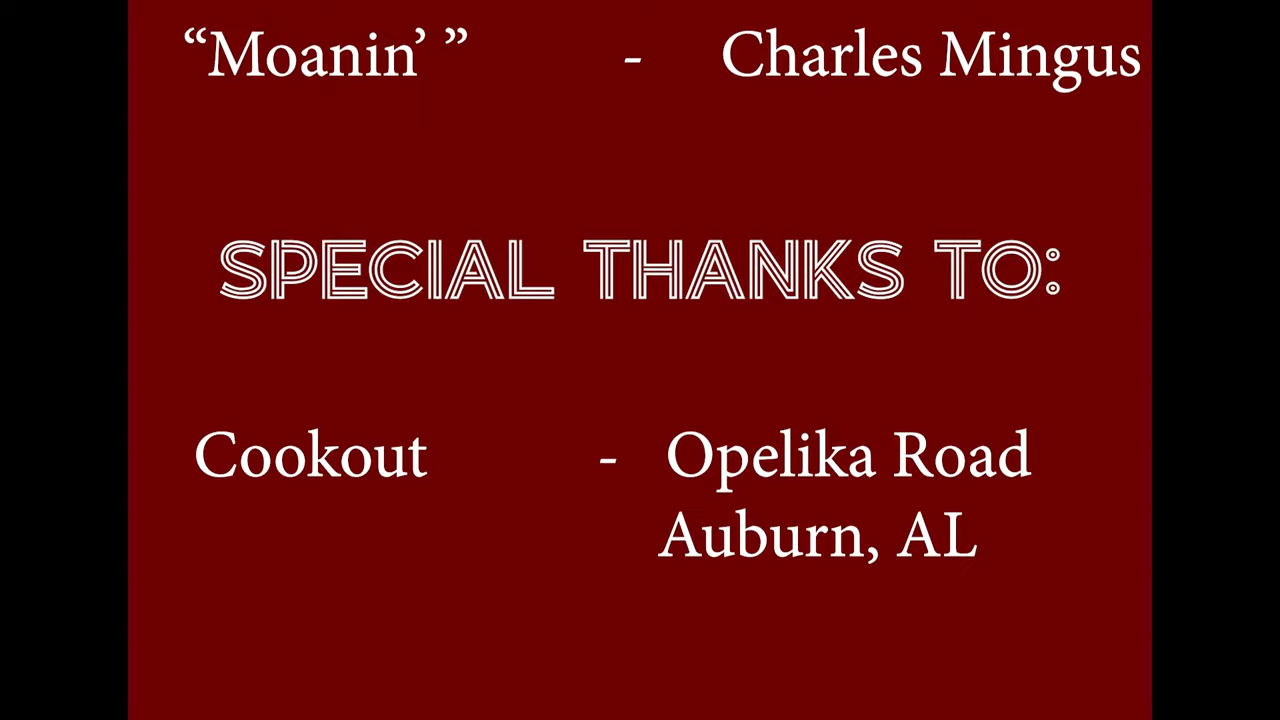 “Moanin’ ” - Charles Mingus
SPECIAL THANKS TO:
Cookout - Opelika Road
Auburn, AL